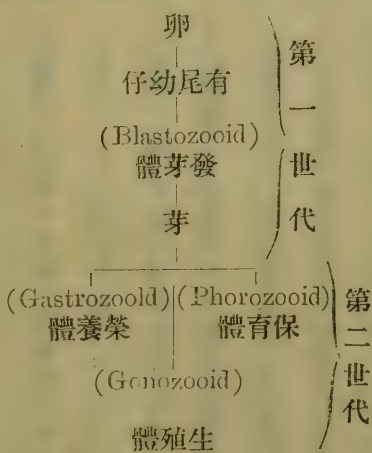 卵
仔幼尾有
(Blastozooid)
體芽發
芽
第一世代
(Gastrozoold) (Phorozooid)
體養榮 體育保
(Gonozooid)
體殖生
第二世代